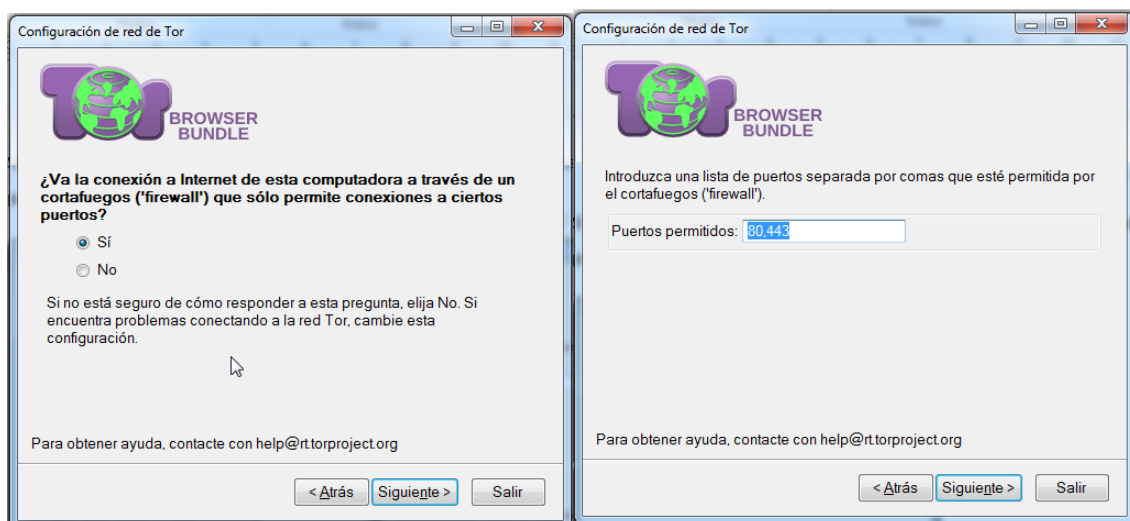 Configuración de red de Tor
Tor
BROWSER
BUNDLE
¿Va la conexión a Internet de esta computadora a través de un
cortafuegos ('firewall') que sólo permite conexiones a ciertos
puertos?
Sí
No
Si no está seguro de cómo responder a esta pregunta, elija No. Si
encuentra problemas conectando a la red Tor, cambie esta
configuración.
Para obtener ayuda, contacte con help@rt.torproject.org
< Atrás
Siguiente >
Salir
Configuración de red de Tor
Tor
BROWSER
BUNDLE
Introduzca una lista de puertos separada por comas que esté permitida por
el cortafuegos ('firewall').
Puertos permitidos: 80,443
Para obtener ayuda, contacte con help@rt.torproject.org
< Atrás
Siguiente >
Salir